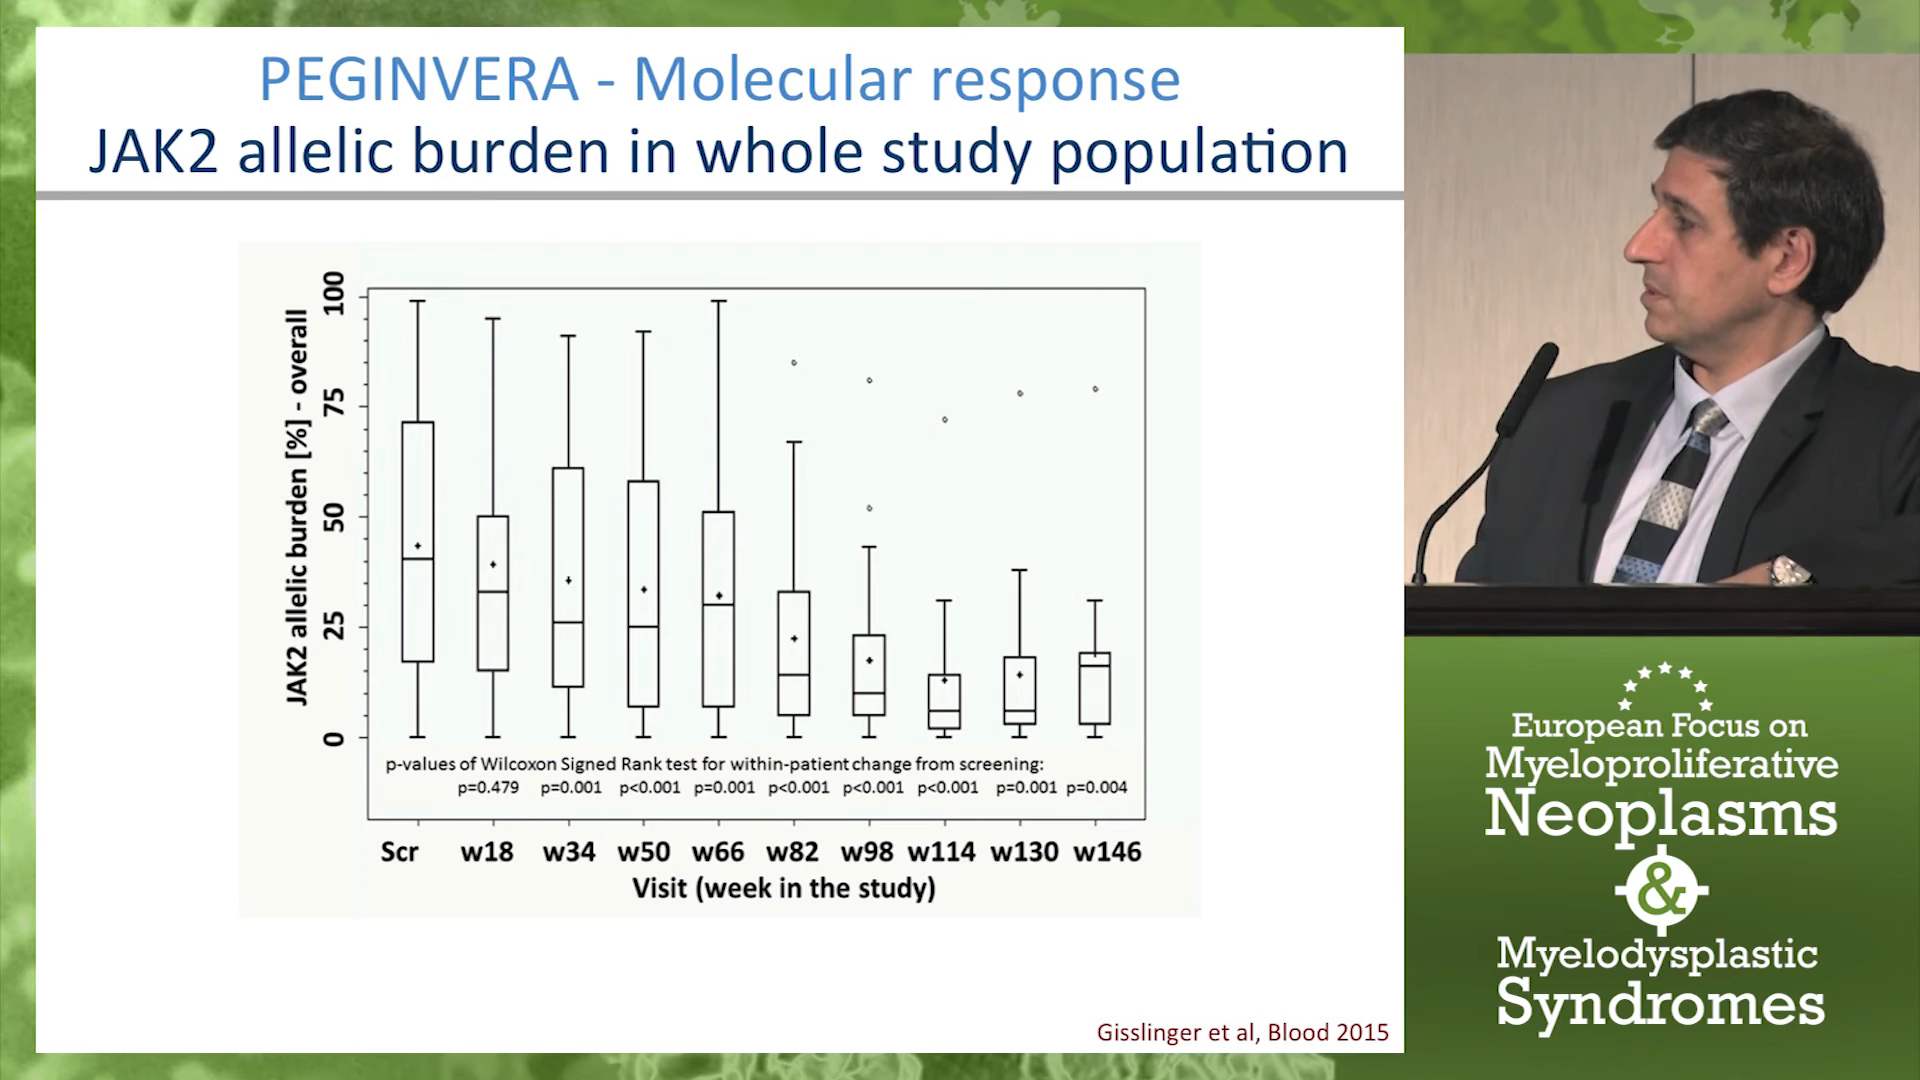 PEGINVERA - Molecular response
JAK2 allelic burden in whole study population
JAK2 allelic burden [%] - overall
100
75
50
25
0
p-values of Wilcoxon Signed Rank test for within-patient change from screening:
p=0.479 p=0.001 p<0.001 p=0.001 p<0.001 p<0.001 p<0.001 p=0.001 p=0.004
Scr w18 w34 w50 w66 w82 w98 w114 w130 w146
Visit (week in the study)
Gisslinger et al, Blood 2015
European Focus on
Myeloproliferative
Neoplasms
&
Myelodysplastic
Syndromes